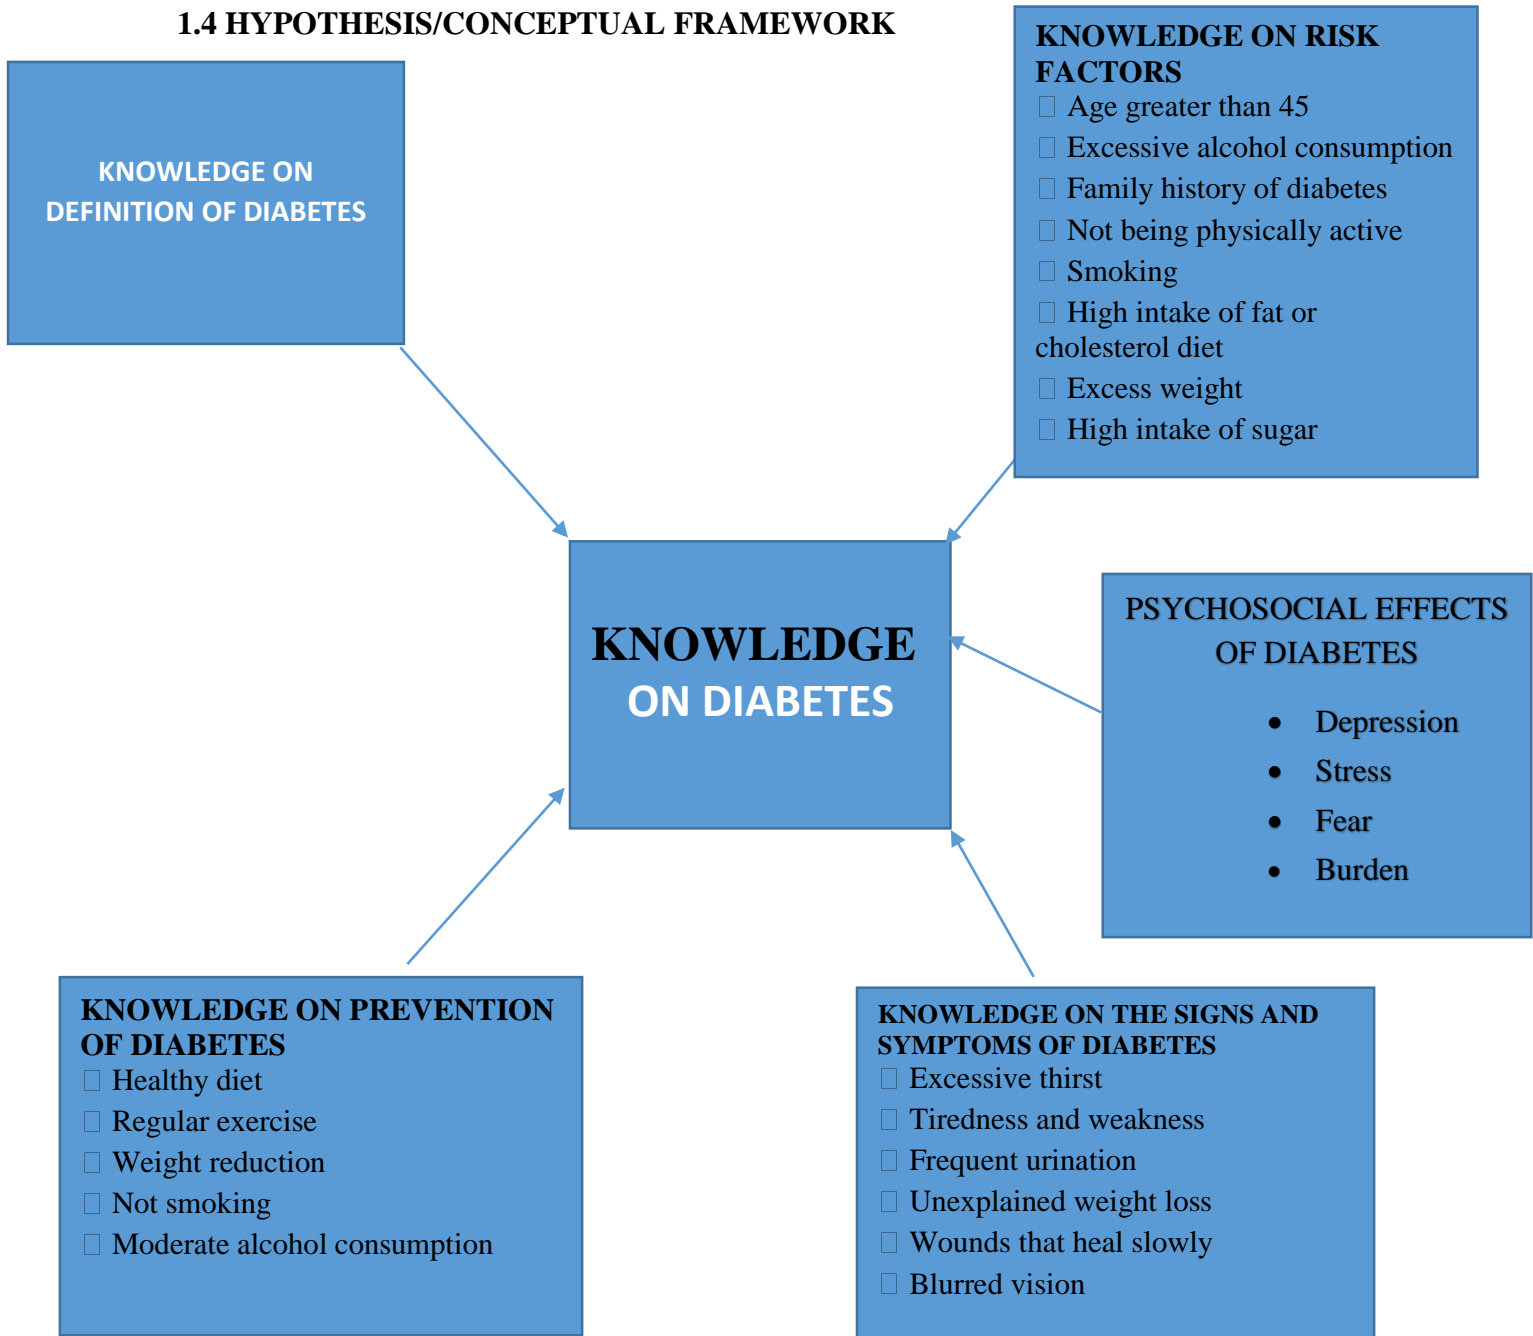 1.4 HYPOTHESIS/CONCEPTUAL FRAMEWORK
KNOWLEDGE ON
DEFINITION OF DIABETES
KNOWLEDGE ON RISK
FACTORS
□ Age greater than 45
□ Excessive alcohol consumption
□ Family history of diabetes
□ Not being physically active
□ Smoking
□ High intake of fat or
cholesterol diet
□ Excess weight
□ High intake of sugar
KNOWLEDGE
ON DIABETES
PSYCHOSOCIAL EFFECTS
OF DIABETES
• Depression
• Stress
• Fear
• Burden
KNOWLEDGE ON PREVENTION
OF DIABETES
□ Healthy diet
□ Regular exercise
□ Weight reduction
□ Not smoking
□ Moderate alcohol consumption
KNOWLEDGE ON THE SIGNS AND
SYMPTOMS OF DIABETES
□ Excessive thirst
□ Tiredness and weakness
□ Frequent urination
□ Unexplained weight loss
□ Wounds that heal slowly
□ Blurred vision